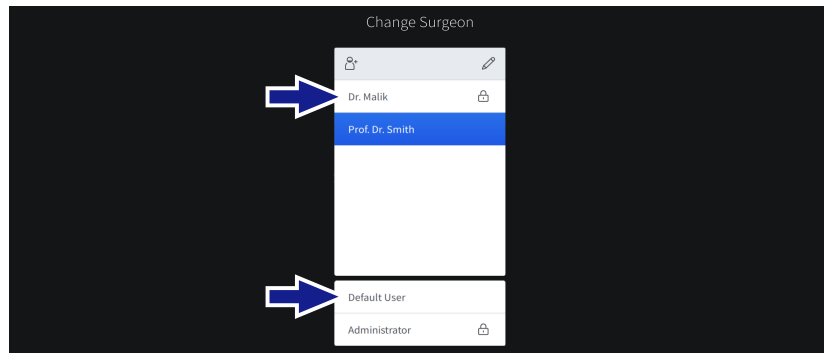 Change Surgeon
Dr. Malik
Prof. Dr. Smith
Default User
Administrator